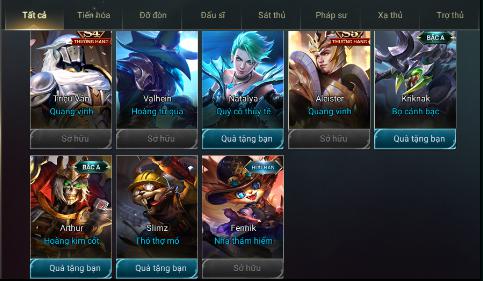 Tất cả
Tiến hóa
Đỡ đòn
Đấu sĩ
Sát thủ
Pháp sư
Xạ thủ
Trợ thủ
S4
THƯỢNG HẠNG
Triệu Vân
Quang vinh
Sở hữu
Valhein
Hoàng tử quạ
Sở hữu
Natalya
Quý cô thủy tề
Quà tặng bạn
S5
THƯỢNG HẠNG
Aleister
Quang vinh
Sở hữu
BẬC A
Kriknak
Bọ cánh bạc
Quà tặng bạn
BẬC A
Arthur
Hoàng kim cốt
Quà tặng bạn
Slimz
Thỏ thợ mỏ
Quà tặng bạn
HỮU HẠN
Fennik
Nhà thám hiểm
Sở hữu